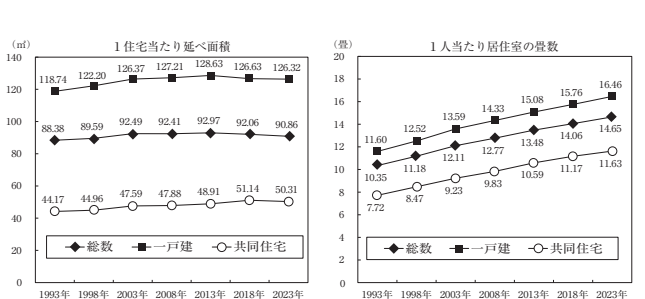 (㎡)
1住宅当たり延べ面積
140
120
100
80
60
40
20
0
118.74 122.20 126.37 127.21 128.63 126.63 126.32
88.38 89.59 92.49 92.41 92.97 92.06 90.86
44.17 44.96 47.59 47.88 48.91 51.14 50.31
総数 一戸建 共同住宅
1993年 1998年 2003年 2008年 2013年 2018年 2023年
(畳)
1人当たり居住室の畳数
20
18
16
14
12
10
8
6
4
2
0
11.60 12.52 13.59 14.33 15.08 15.76 16.46
10.35 11.18 12.11 12.77 13.48 14.06 14.65
7.72 8.47 9.23 9.83 10.59 11.17 11.63
総数 一戸建 共同住宅
1993年 1998年 2003年 2008年 2013年 2018年 2023年